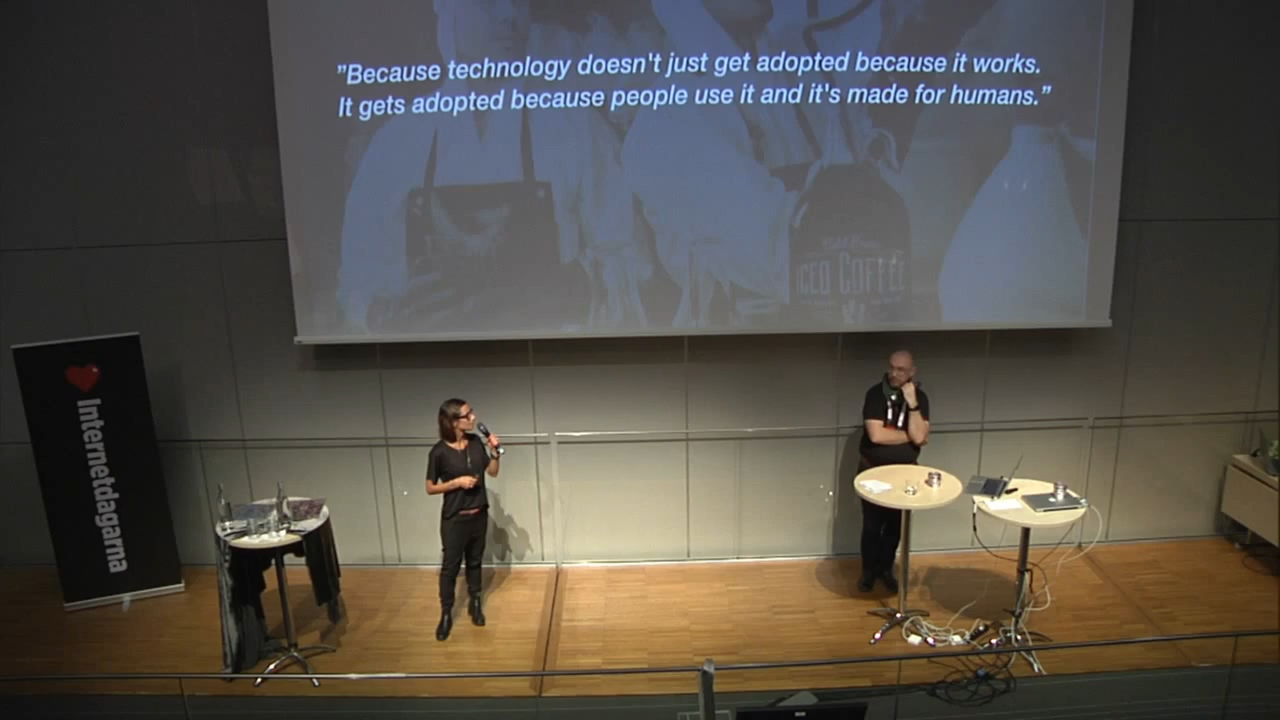 ”Because technology doesn't just get adopted because it works.
It gets adopted because people use it and it's made for humans.”
ICED COFFEE
Internetdagarna